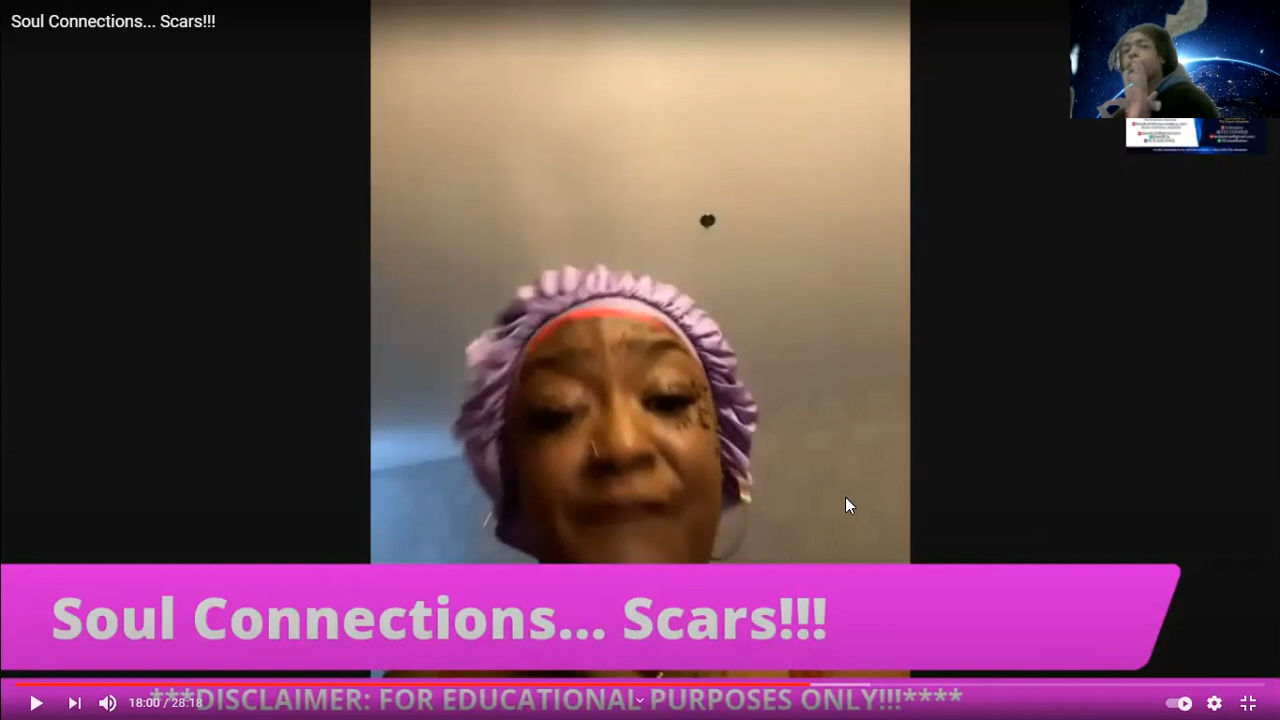 Soul Connections... Scars!!!
Soul Connections... Scars!!!
***DISCLAIMER: FOR EDUCATIONAL PURPOSES ONLY!!!****
18:00 / 28:18